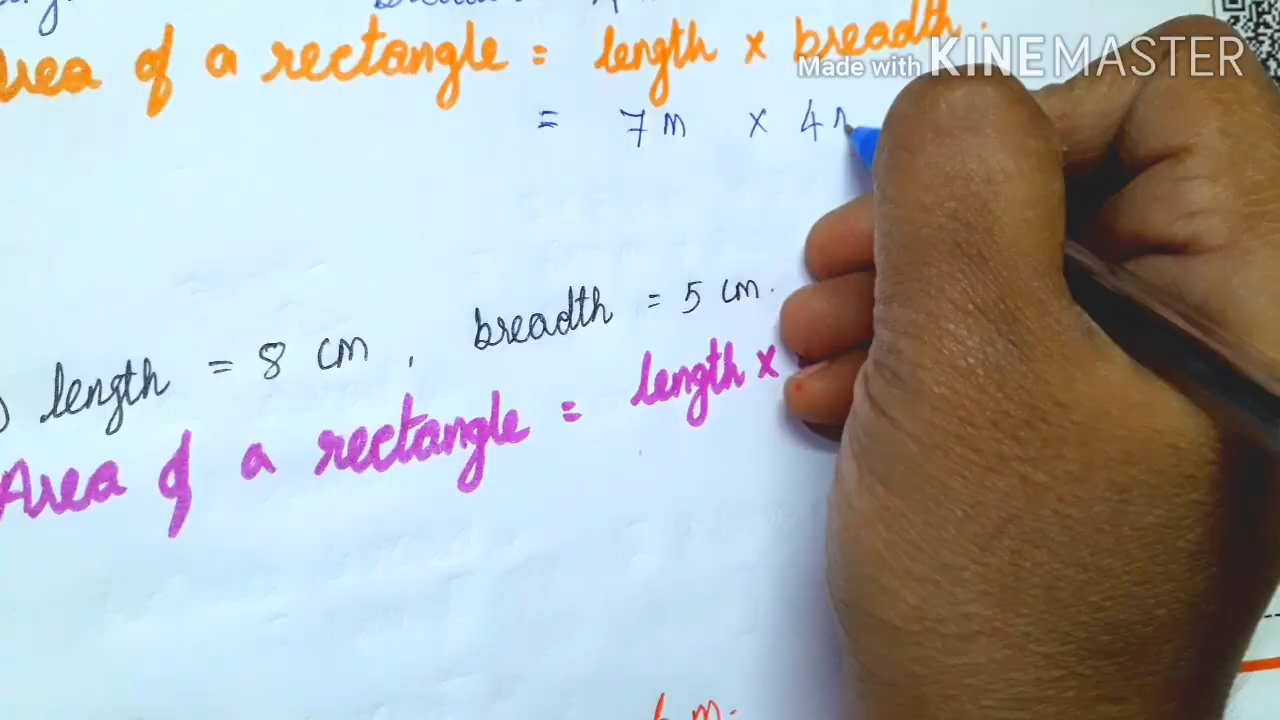 Area of a rectangle = length x breadth.
Made with KINEMASTER
= 7 m x 4
length = 8 cm, breadth = 5 cm.
Area of a rectangle = length x
m.